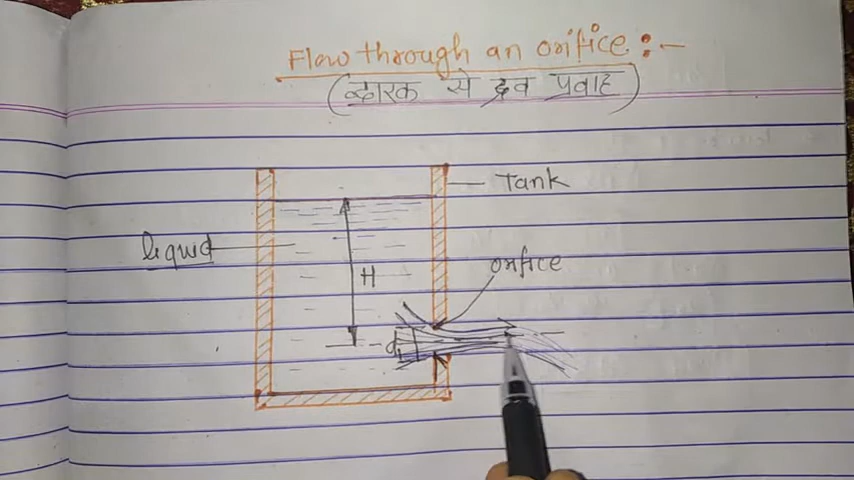 Flow through an orifice :-
(द्वारक से द्रव प्रवाह)
Tank
liquid
orifice
H
d